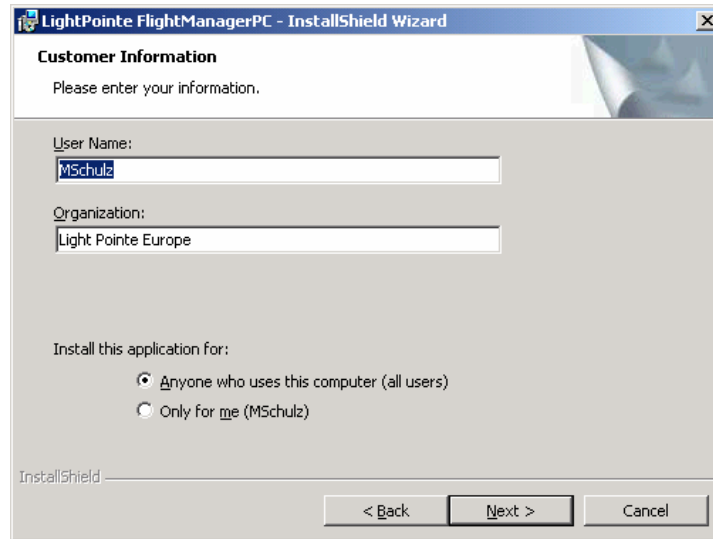 LightPointe FlightManagerPC - InstallShield Wizard
Customer Information
Please enter your information.
User Name:
MSchulz
Organization:
Light Pointe Europe
Install this application for:
Anyone who uses this computer (all users)
Only for me (MSchulz)
InstallShield
< Back Next > Cancel